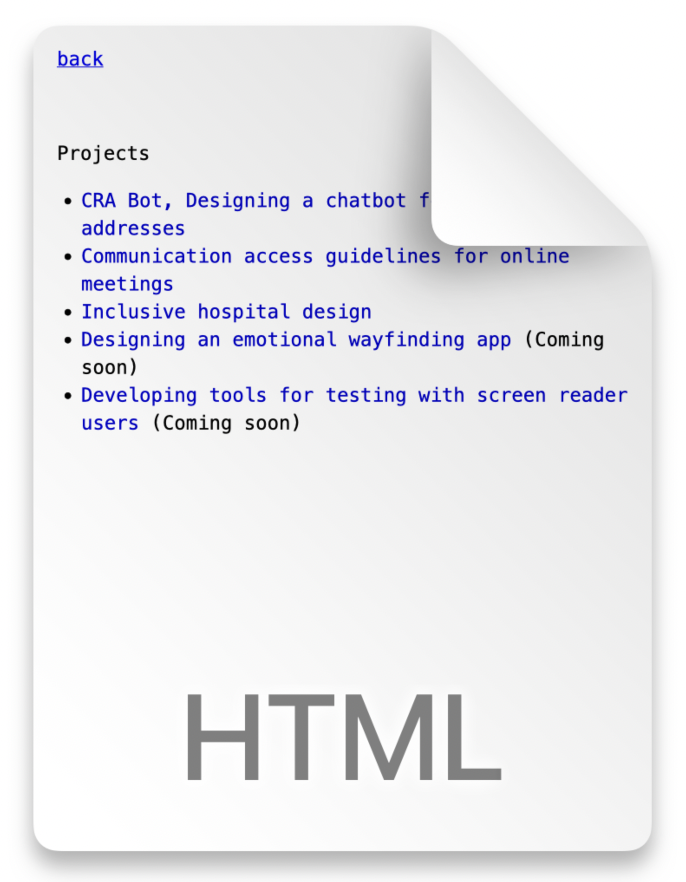 back
Projects
• CRA Bot, Designing a chatbot
addresses
• Communication access guidelines for online
meetings
• Inclusive hospital design
• Designing an emotional wayfinding app (Coming
soon)
• Developing tools for testing with screen reader
users (Coming soon)
HTML